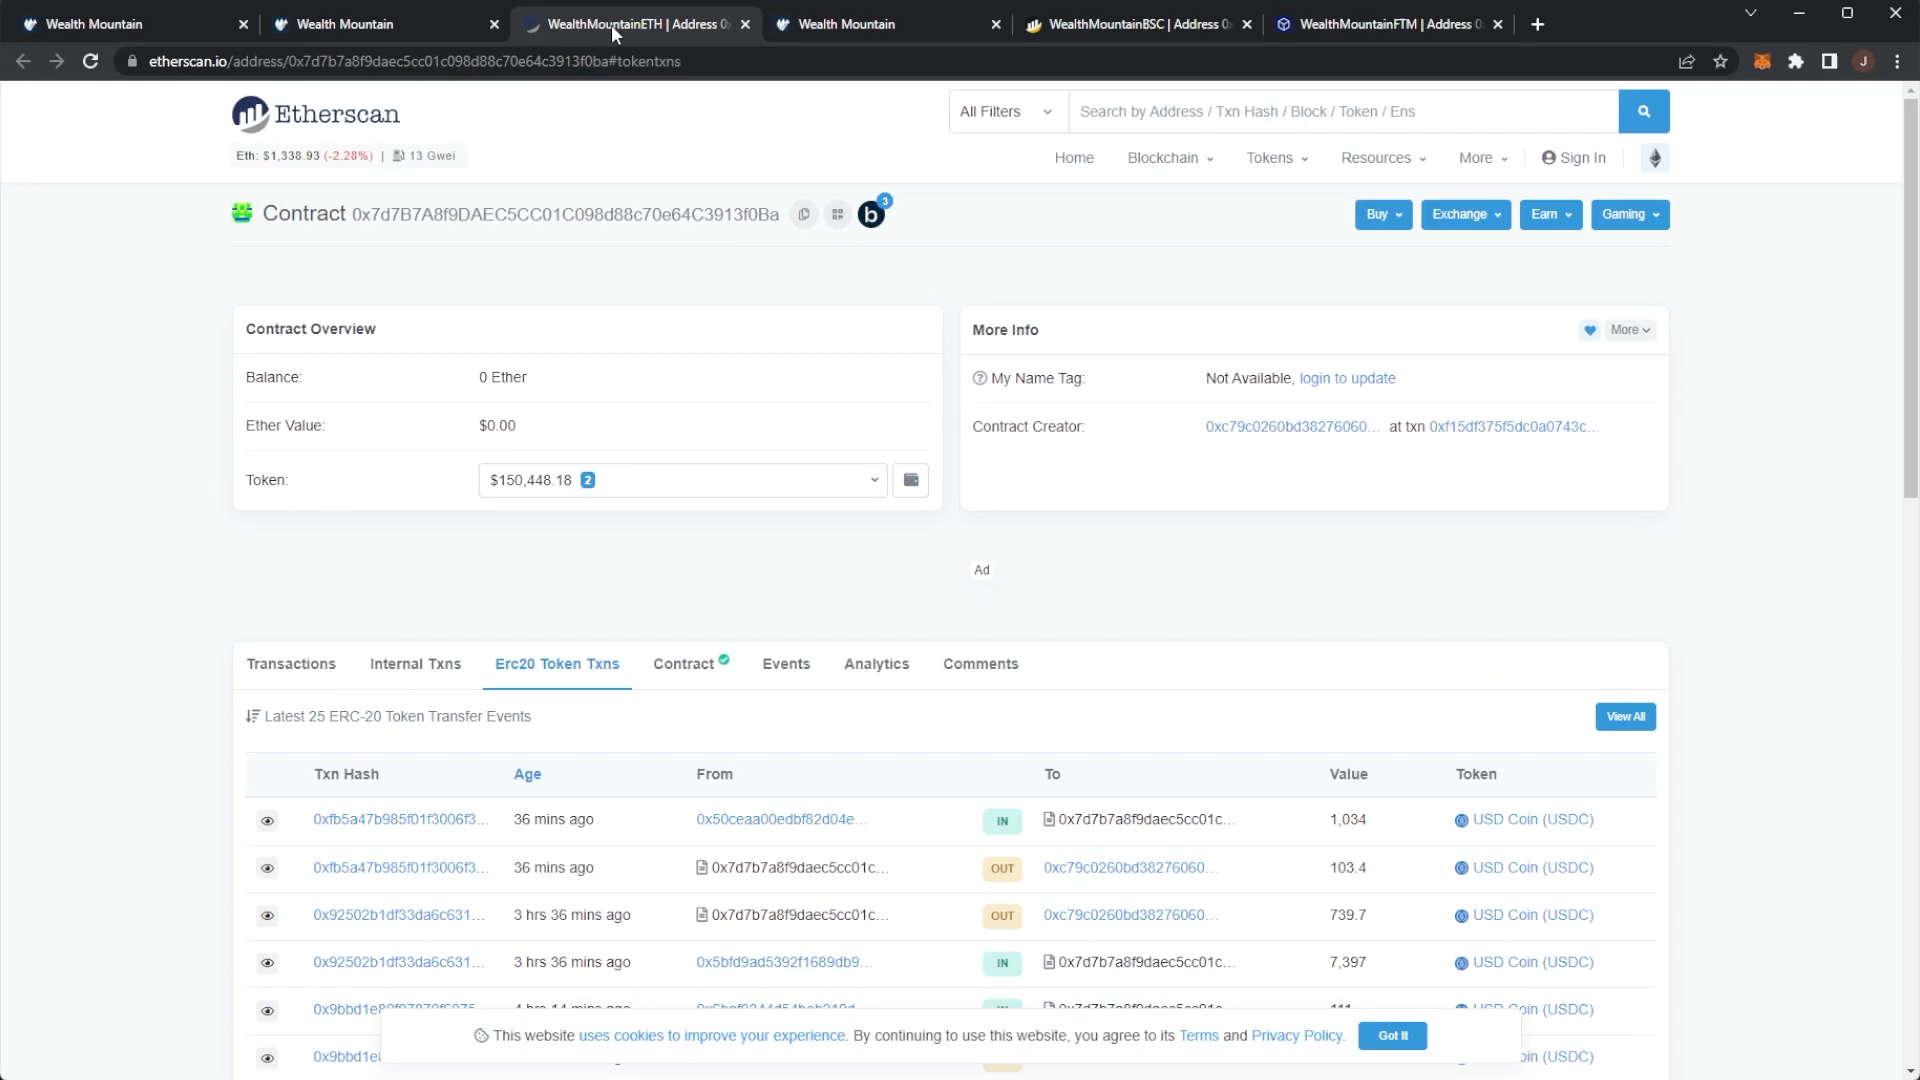 Wealth Mountain
Wealth Mountain
WealthMountainETH | Address 0
Wealth Mountain
WealthMountainBSC | Address 0
WealthMountainFTM | Address 0
etherscan.io/address/0x7d7b7a8f9daec5cc01c098d88c70e64c3913f0ba#tokentxns
J
Etherscan
All Filters
Search by Address / Txn Hash / Block / Token / Ens
Eth: $1,338.93 (-2.28%) | 13 Gwei
Home Blockchain Tokens Resources More Sign In
Contract 0x7d7B7A8f9DAEC5CC01C098d88c70e64C3913f0Ba
b 3
Buy Exchange Earn Gaming
Contract Overview
Balance: 0 Ether
Ether Value: $0.00
Token: $150,448.18 2
More Info
More
My Name Tag: Not Available, login to update
Contract Creator: 0xc79c0260bd38276060... at txn 0xf15df375f5dc0a0743c...
Ad
Transactions Internal Txns Erc20 Token Txns Contract Events Analytics Comments
Latest 25 ERC-20 Token Transfer Events
View All
Txn Hash Age From To Value Token
0xfb5a47b985f01f3006f3... 36 mins ago 0x50ceaa00edbf82d04e... IN 0x7d7b7a8f9daec5cc01c... 1,034 USD Coin (USDC)
0xfb5a47b985f01f3006f3... 36 mins ago 0x7d7b7a8f9daec5cc01c... OUT 0xc79c0260bd38276060... 103.4 USD Coin (USDC)
0x92502b1df33da6c631... 3 hrs 36 mins ago 0x7d7b7a8f9daec5cc01c... OUT 0xc79c0260bd38276060... 739.7 USD Coin (USDC)
0x92502b1df33da6c631... 3 hrs 36 mins ago 0x5bfd9ad5392f1689db9... IN 0x7d7b7a8f9daec5cc01c... 7,397 USD Coin (USDC)
USD Coin (USDC)
This website uses cookies to improve your experience. By continuing to use this website, you agree to its Terms and Privacy Policy. Got It
0x9bbd1e
(USDC)